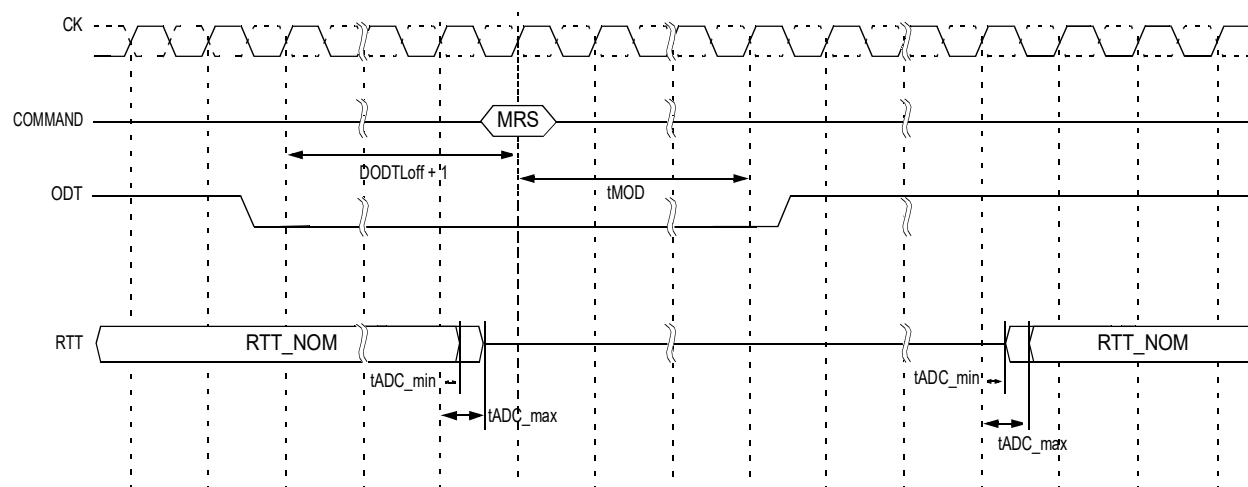 CK
COMMAND
MRS
DODTLoff + 1
tMOD
ODT
RTT
RTT_NOM
RTT_NOM
tADC_min
tADC_min
tADC_max
tADC_max